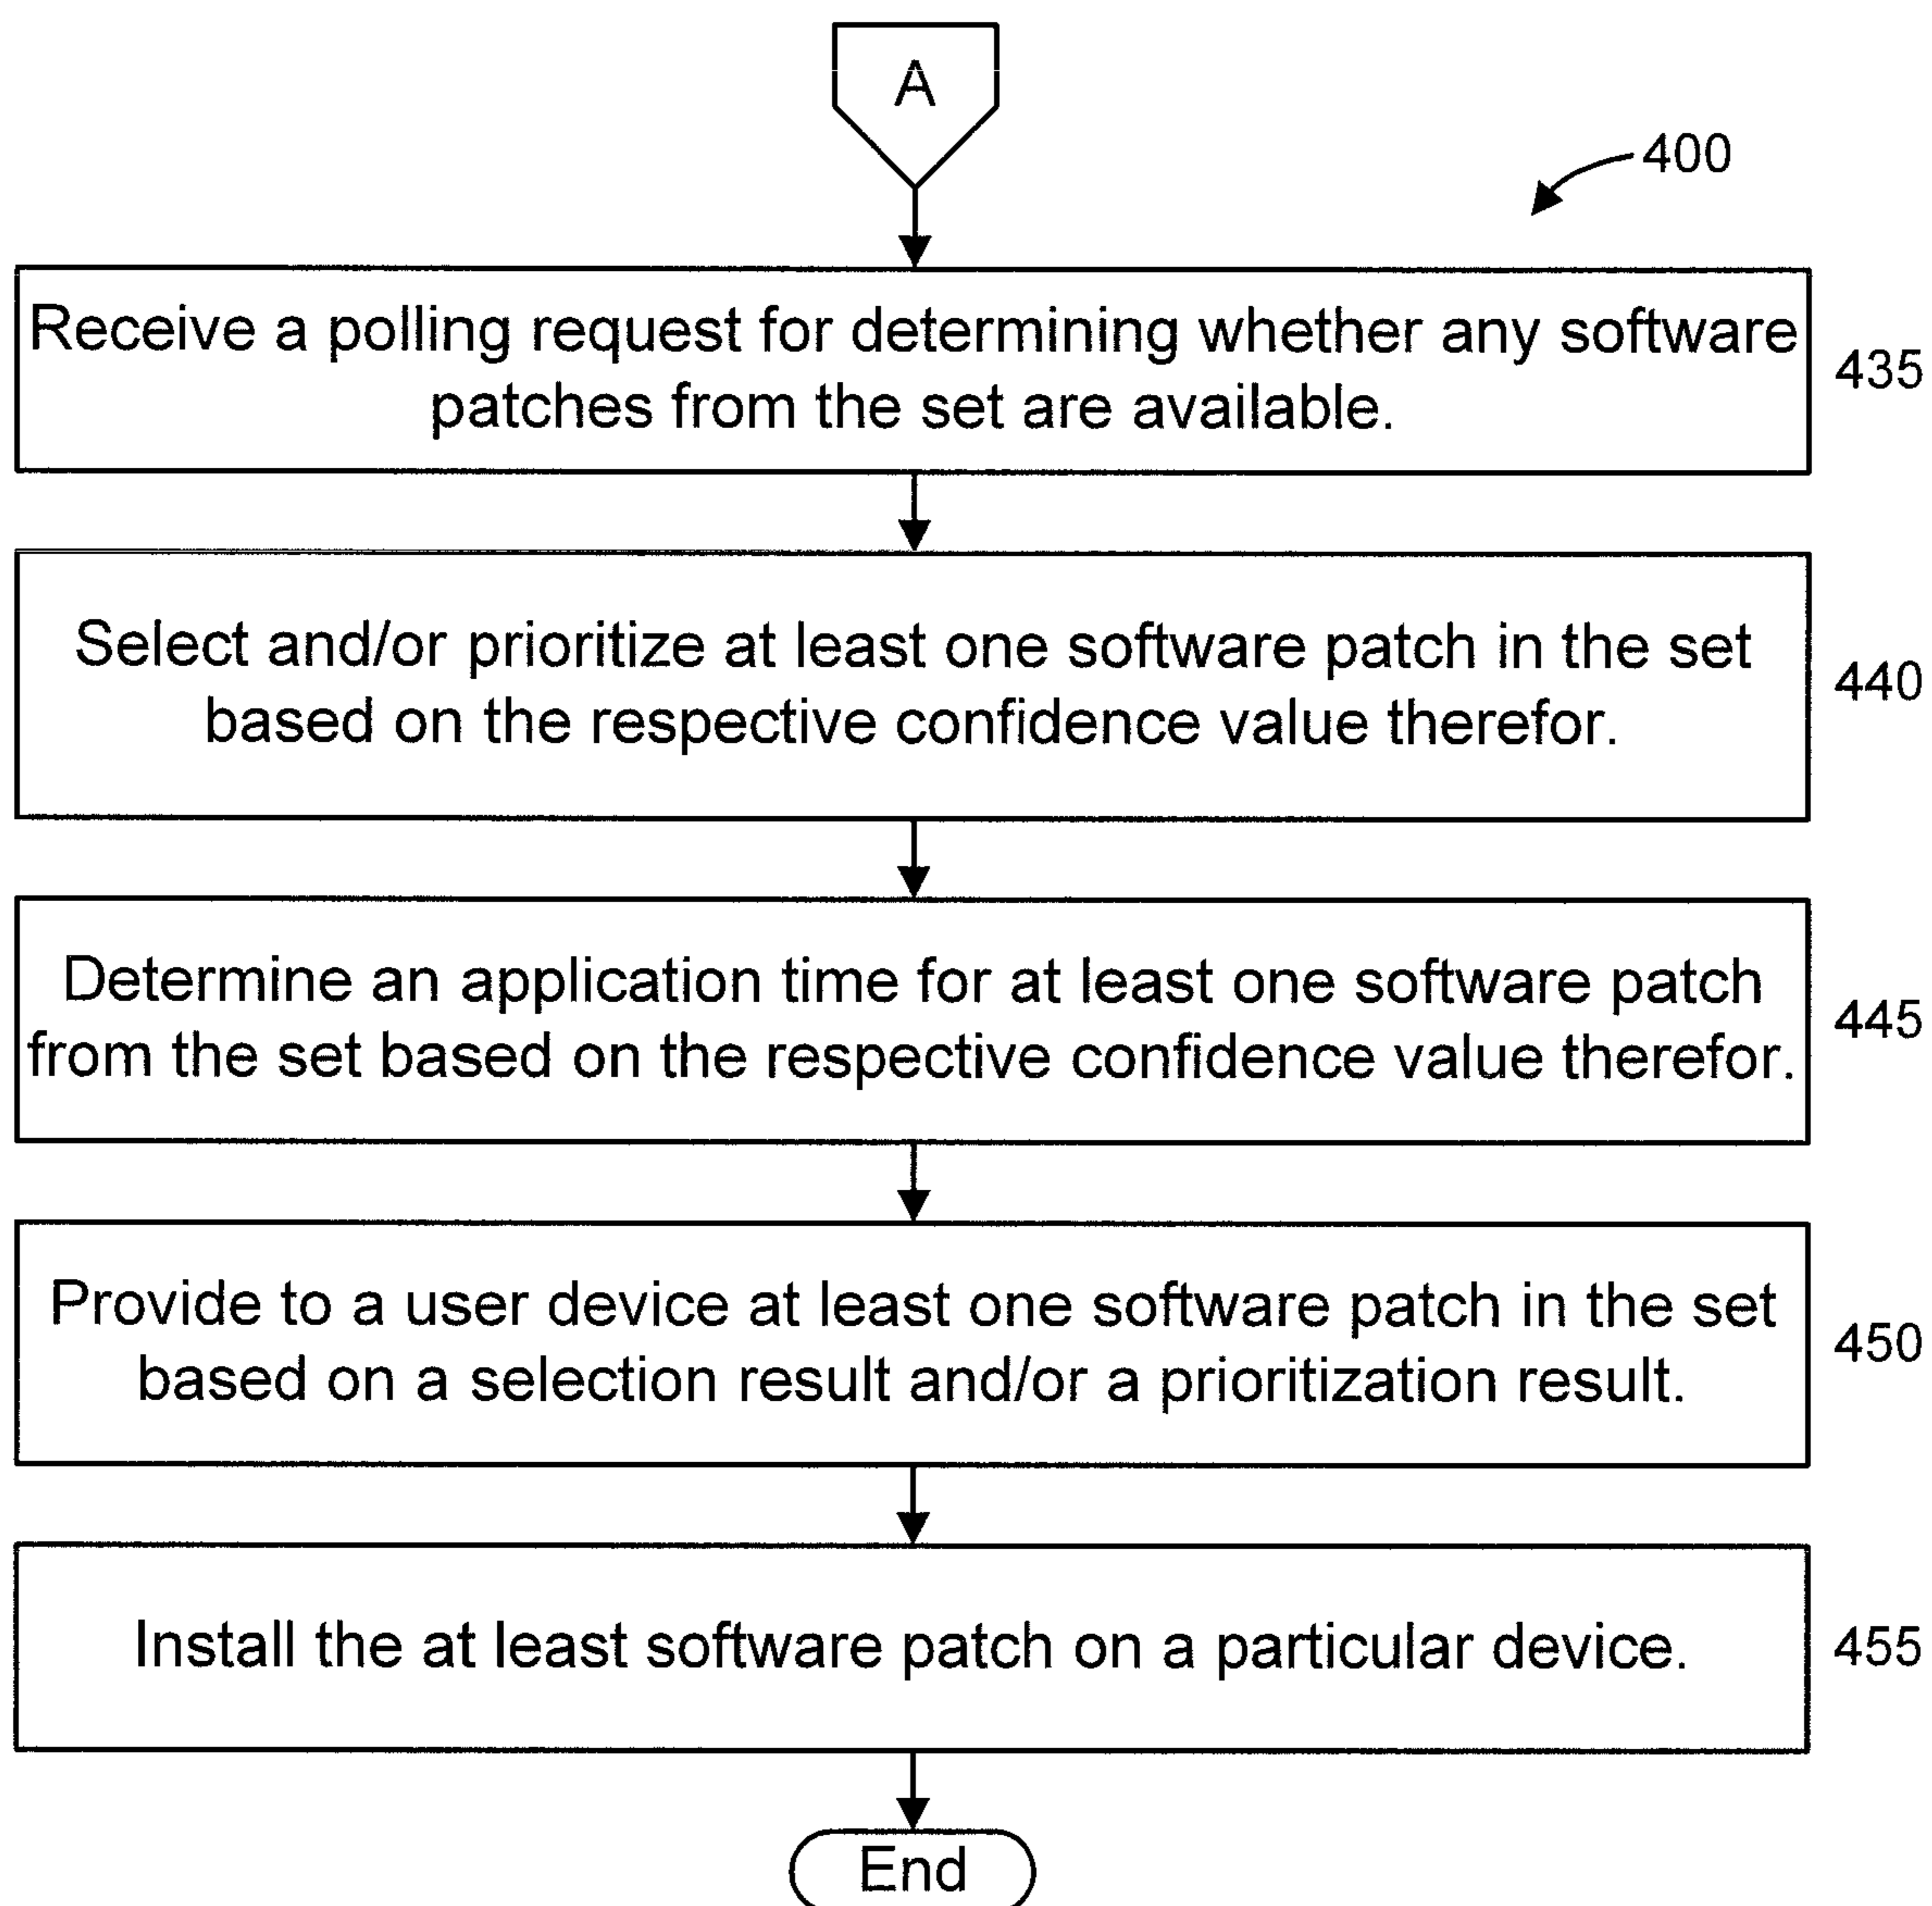 A
400
Receive a polling request for determining whether any software
patches from the set are available.
435
Select and/or prioritize at least one software patch in the set
based on the respective confidence value therefor.
440
Determine an application time for at least one software patch
from the set based on the respective confidence value therefor.
445
Provide to a user device at least one software patch in the set
based on a selection result and/or a prioritization result.
450
Install the at least software patch on a particular device.
455
End